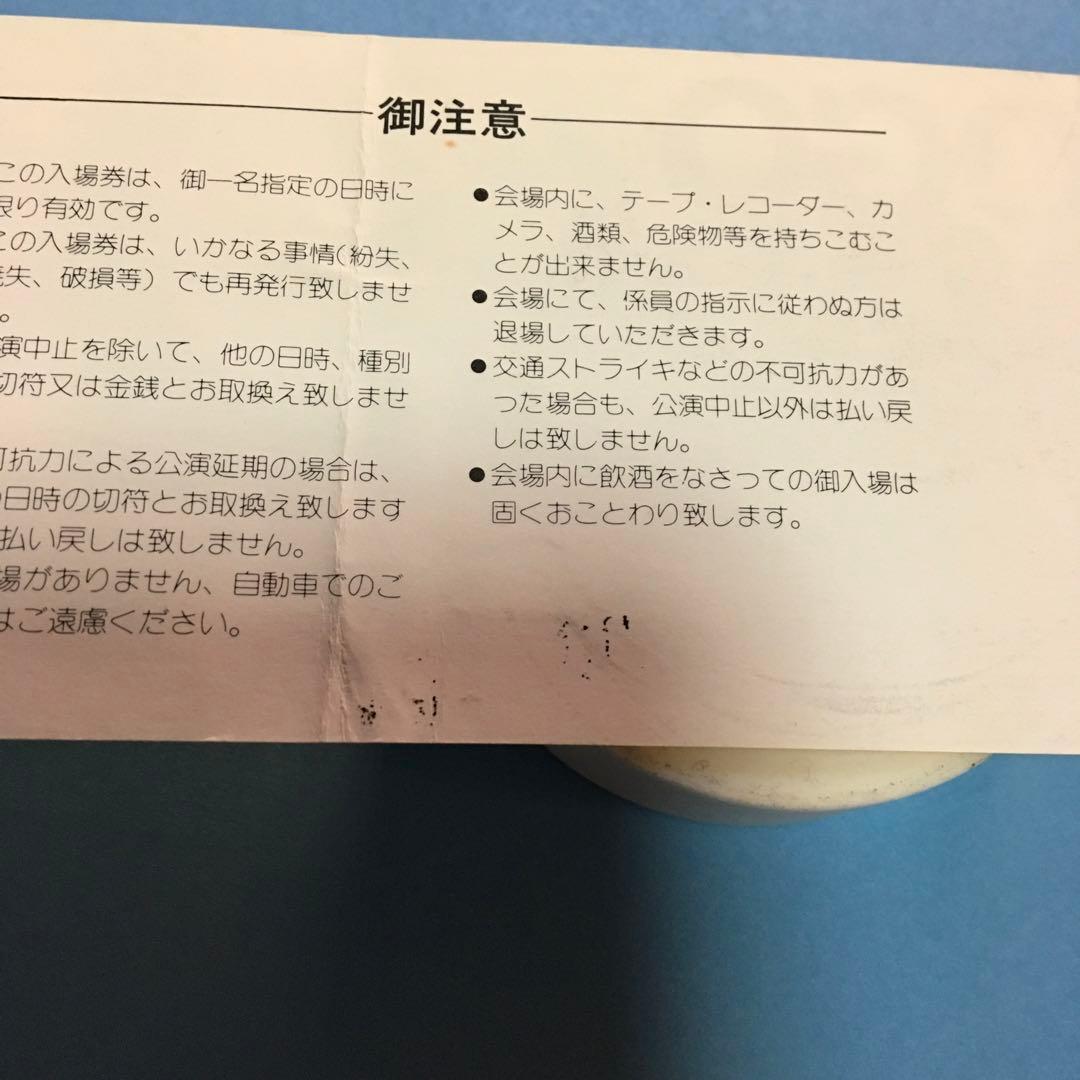 御注意
この入場券は、御一名指定の日時に
限り有効です。
この入場券は、いかなる事情(紛失、
失、破損等)でも再発行致しませ
。
演中止を除いて、他の日時、種別
切符又は金銭とお取換え致しませ
可抗力による公演延期の場合は、
日時の切符とお取換え致します
払い戻しは致しません。
場がありません、自動車でのご
はご遠慮ください。
●会場内に、テープ・レコーダー、カ
メラ、酒類、危険物等を持ちこむこ
とが出来ません。
●会場にて、係員の指示に従わぬ方は
退場していただきます。
●交通ストライキなどの不可抗力があ
った場合も、公演中止以外は払い戻
しは致しません。
●会場内に飲酒をなさっての御入場は
固くおことわり致します。